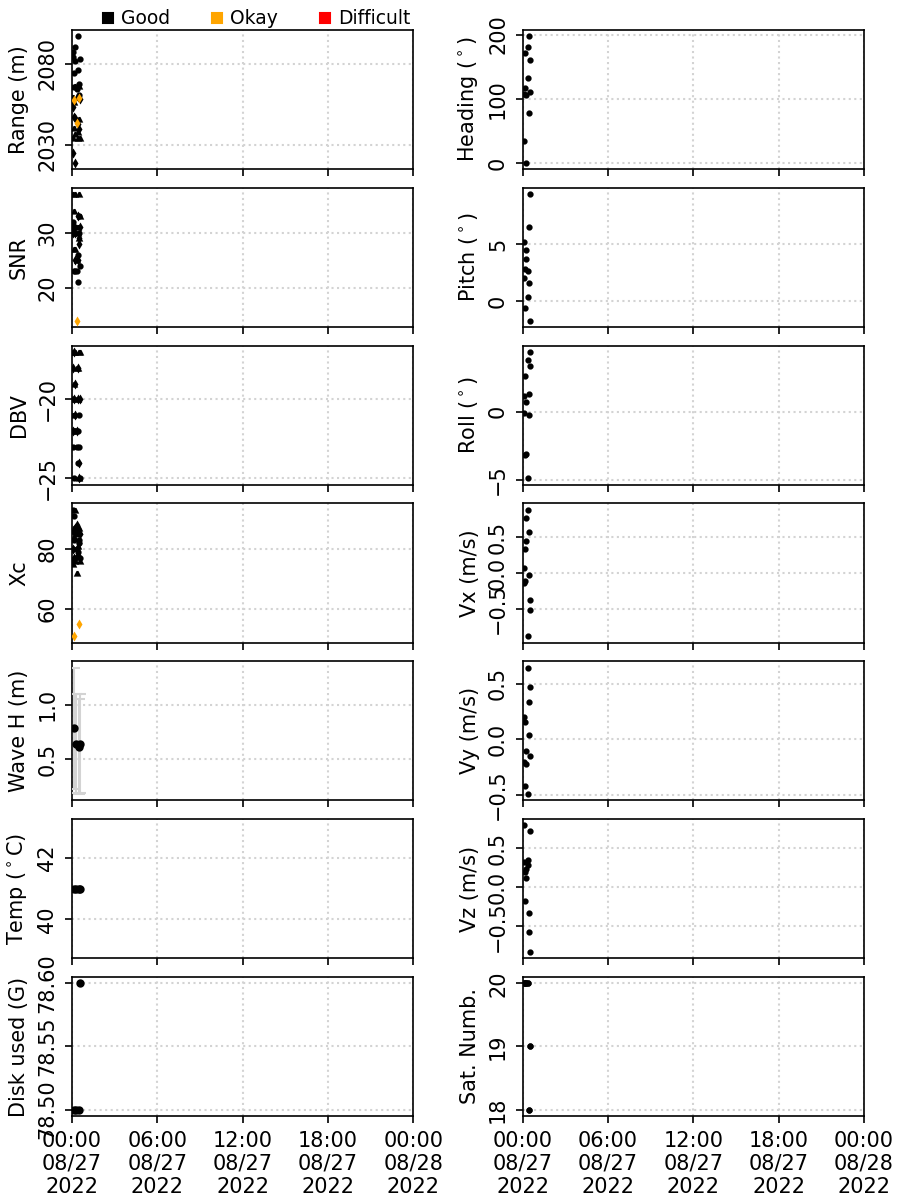 Good Okay Difficult
Range (m)
2080
2030
Heading (°)
200
100
0
SNR
30
20
Pitch (°)
5
0
DBV
−20
−25
Roll (°)
0
−5
Xc
80
60
Vx (m/s)
0.5
0.0
−0.5
Wave H (m)
1.0
0.5
Vy (m/s)
0.5
0.0
−0.5
Temp (°C)
42
40
Vz (m/s)
0.5
0.0
−0.5
Disk used (G)
78.60
78.55
78.50
Sat. Numb.
20
19
18
00:00 06:00 12:00 18:00 00:00
08/27 08/27 08/27 08/27 08/28
2022 2022 2022 2022 2022
00:00 06:00 12:00 18:00 00:00
08/27 08/27 08/27 08/27 08/28
2022 2022 2022 2022 2022